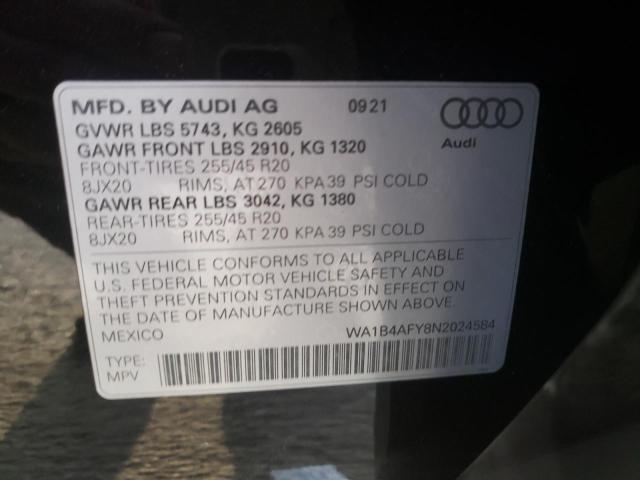 MFD. BY AUDI AG 09 21
GVWR LBS 5743, KG 2605
GAWR FRONT LBS 2910, KG 1320
FRONT-TIRES 255/45 R20
8JX20 RIMS, AT 270 KPA 39 PSI COLD
GAWR REAR LBS 3042, KG 1380
REAR-TIRES 255/45 R20
8JX20 RIMS, AT 270 KPA 39 PSI COLD
Audi
THIS VEHICLE CONFORMS TO ALL APPLICABLE
U.S. FEDERAL MOTOR VEHICLE SAFETY AND
THEFT PREVENTION STANDARDS IN EFFECT ON
THE DATE OF MANUFACTURE SHOWN ABOVE.
MEXICO WA1B4AFY8N2024584
TYPE:
MPV